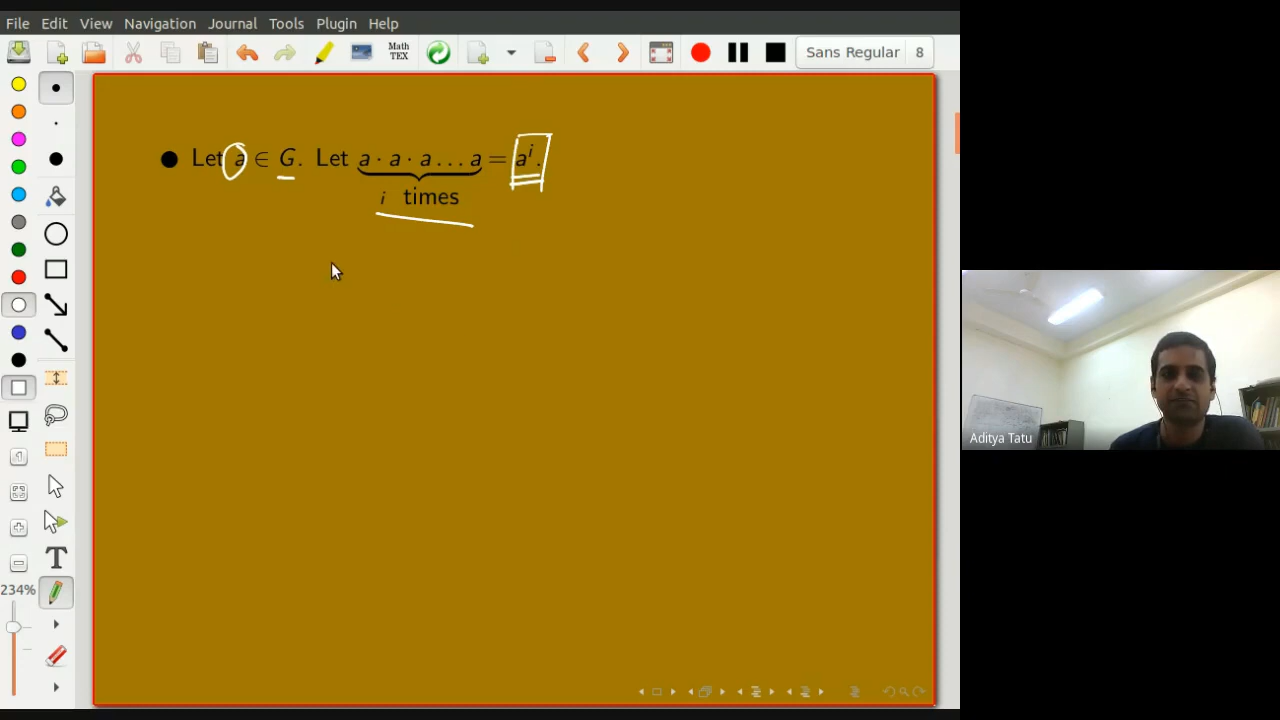 File Edit View Navigation Journal Tools Plugin Help
Math TEX Sans Regular 8
● Let a ∈ G. Let a · a · a . . . a = aⁱ.
i times
234%
T
Aditya Tatu